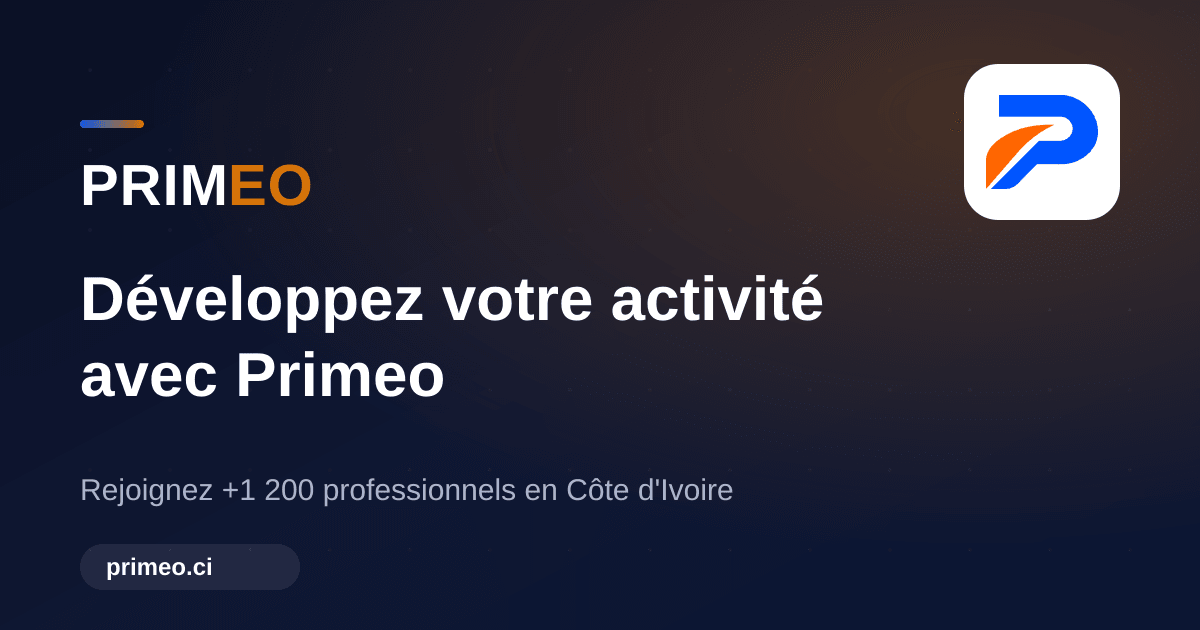 PRIMEO
Développez votre activité
avec Primeo
Rejoignez +1 200 professionnels en Côte d'Ivoire
primeo.ci